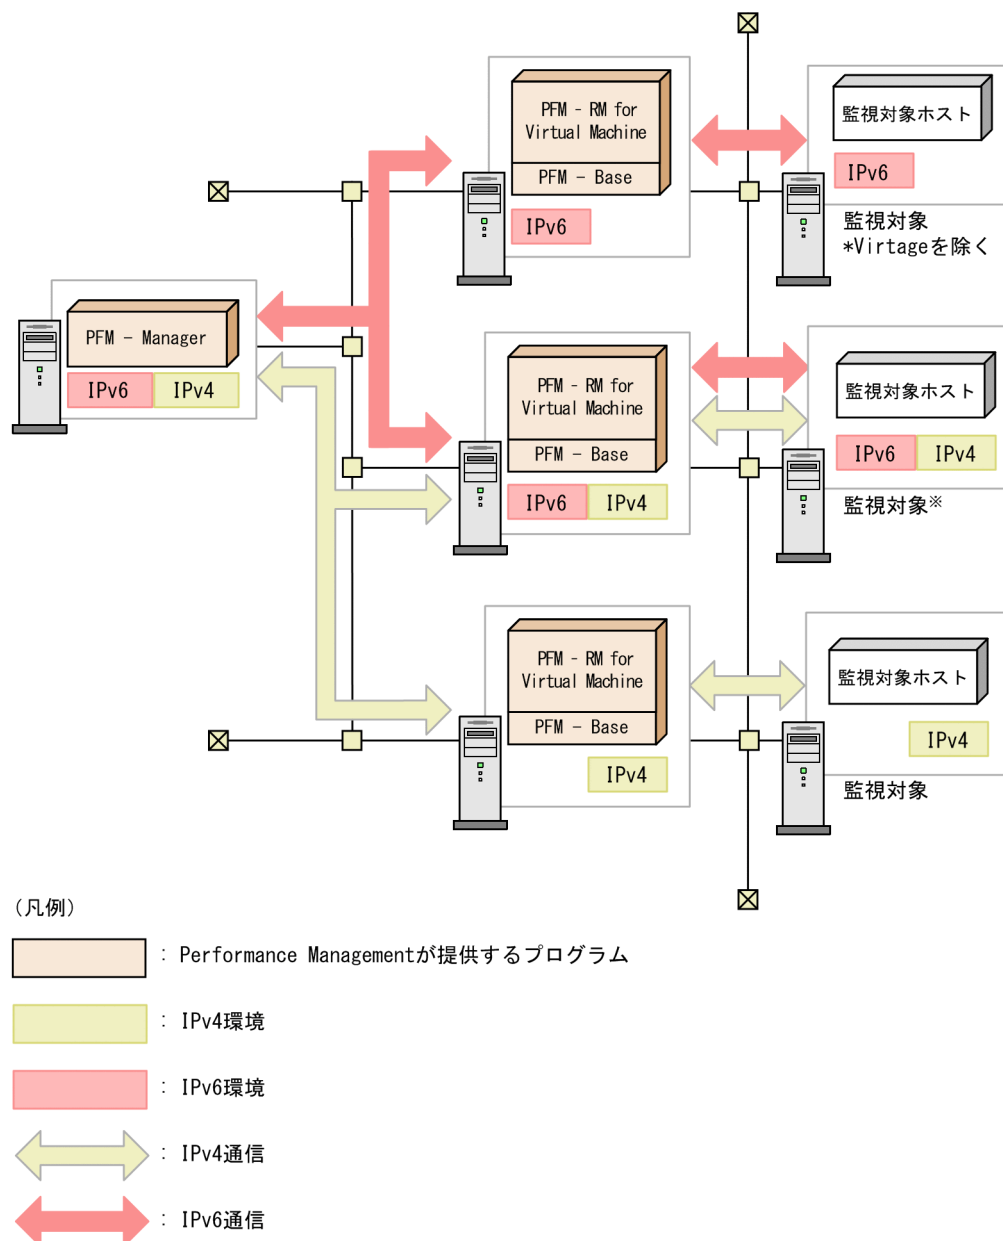 PFM - RM for
Virtual Machine
PFM - Base
IPv6
監視対象ホスト
IPv6
監視対象
*Virtageを除く
PFM - Manager
IPv6 IPv4
PFM - RM for
Virtual Machine
PFM - Base
IPv6 IPv4
監視対象ホスト
IPv6 IPv4
監視対象※
PFM - RM for
Virtual Machine
PFM - Base
IPv4
監視対象ホスト
IPv4
監視対象
(凡例)
: Performance Managementが提供するプログラム
: IPv4環境
: IPv6環境
: IPv4通信
: IPv6通信